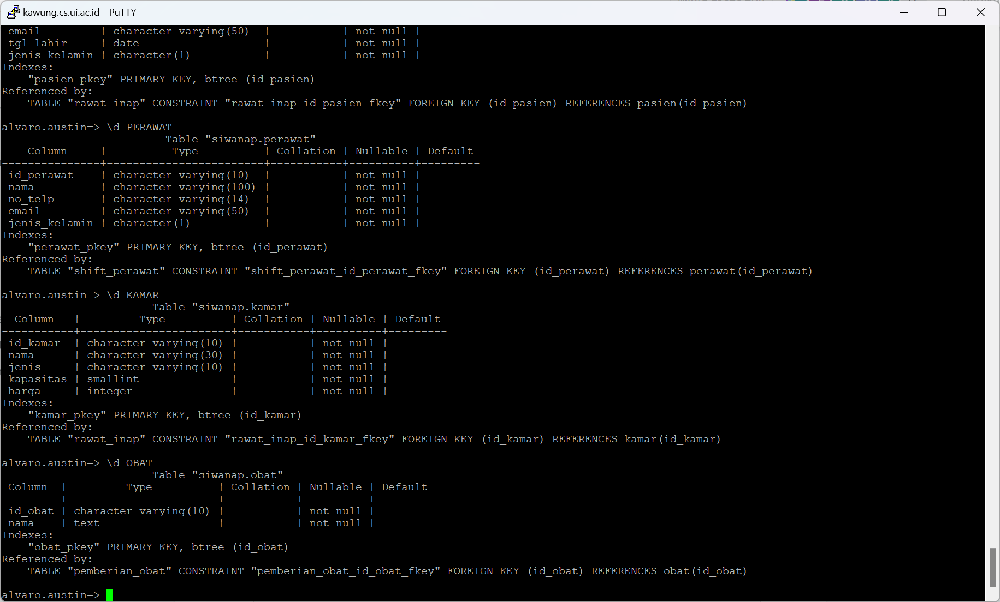 kawung.cs.ui.ac.id - PuTTY
 email         | character varying(50)  |           | not null |
 tgl_lahir     | date                   |           | not null |
 jenis_kelamin | character(1)           |           | not null |
Indexes:
    "pasien_pkey" PRIMARY KEY, btree (id_pasien)
Referenced by:
    TABLE "rawat_inap" CONSTRAINT "rawat_inap_id_pasien_fkey" FOREIGN KEY (id_pasien) REFERENCES pasien(id_pasien)

alvaro.austin=> \d PERAWAT
                         Table "siwanap.perawat"
    Column     |          Type          | Collation | Nullable | Default
---------------+------------------------+-----------+----------+---------
 id_perawat    | character varying(10)  |           | not null |
 nama          | character varying(100) |           | not null |
 no_telp       | character varying(14)  |           | not null |
 email         | character varying(50)  |           | not null |
 jenis_kelamin | character(1)           |           | not null |
Indexes:
    "perawat_pkey" PRIMARY KEY, btree (id_perawat)
Referenced by:
    TABLE "shift_perawat" CONSTRAINT "shift_perawat_id_perawat_fkey" FOREIGN KEY (id_perawat) REFERENCES perawat(id_perawat)

alvaro.austin=> \d KAMAR
                       Table "siwanap.kamar"
  Column   |         Type          | Collation | Nullable | Default
-----------+-----------------------+-----------+----------+---------
 id_kamar  | character varying(10) |           | not null |
 nama      | character varying(30) |           | not null |
 jenis     | character varying(10) |           | not null |
 kapasitas | smallint              |           | not null |
 harga     | integer               |           | not null |
Indexes:
    "kamar_pkey" PRIMARY KEY, btree (id_kamar)
Referenced by:
    TABLE "rawat_inap" CONSTRAINT "rawat_inap_id_kamar_fkey" FOREIGN KEY (id_kamar) REFERENCES kamar(id_kamar)

alvaro.austin=> \d OBAT
                       Table "siwanap.obat"
 Column  |         Type          | Collation | Nullable | Default
---------+-----------------------+-----------+----------+---------
 id_obat | character varying(10) |           | not null |
 nama    | text                  |           | not null |
Indexes:
    "obat_pkey" PRIMARY KEY, btree (id_obat)
Referenced by:
    TABLE "pemberian_obat" CONSTRAINT "pemberian_obat_id_obat_fkey" FOREIGN KEY (id_obat) REFERENCES obat(id_obat)

alvaro.austin=>